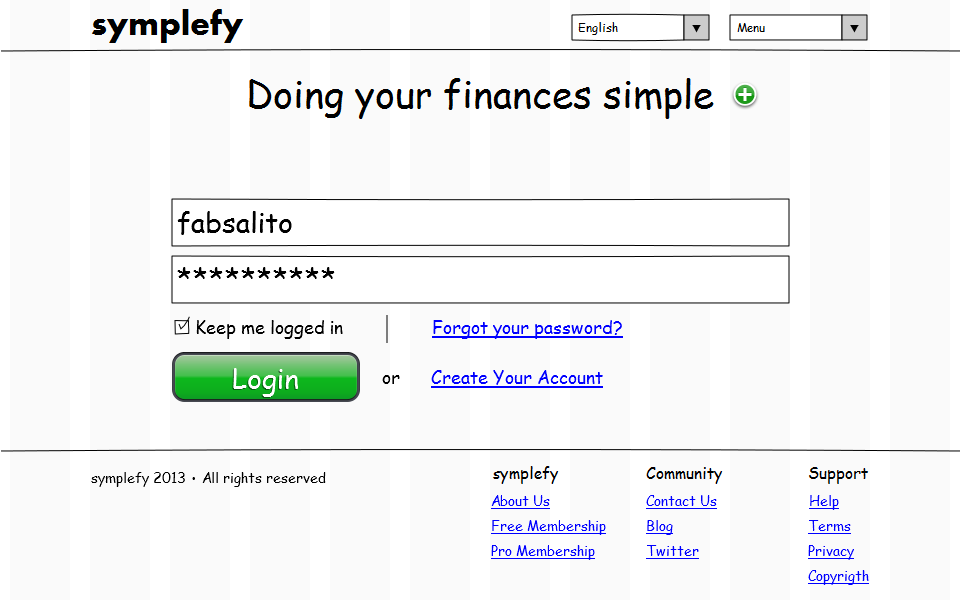 symplefy
English
Menu
Doing your finances simple
fabsalito
**********
Keep me logged in
Forgot your password?
Login
or
Create Your Account
symplefy 2013 • All rights reserved
symplefy
About Us
Free Membership
Pro Membership
Community
Contact Us
Blog
Twitter
Support
Help
Terms
Privacy
Copyrigth